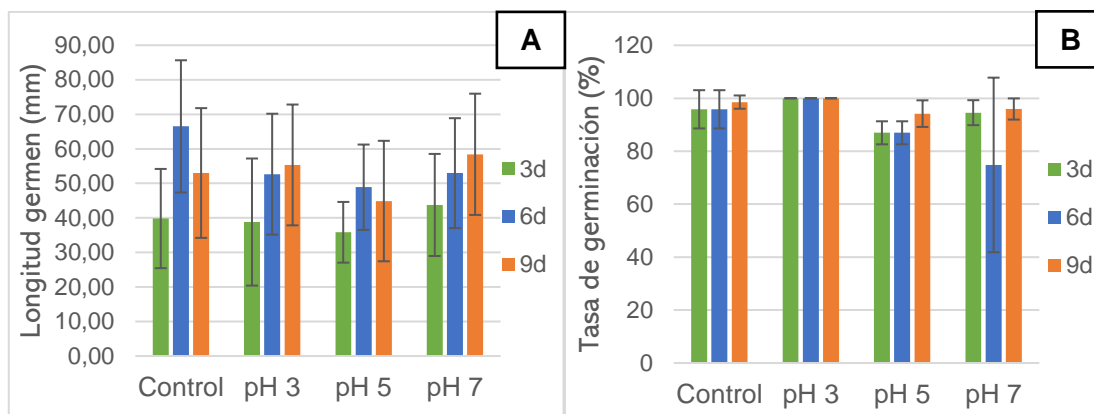 A
Longitud germen (mm)
90,00
80,00
70,00
60,00
50,00
40,00
30,00
20,00
10,00
0,00
Control
pH 3
pH 5
pH 7
3d
6d
9d
B
Tasa de germinación (%)
120
100
80
60
40
20
0
Control
pH 3
pH 5
pH 7
3d
6d
9d